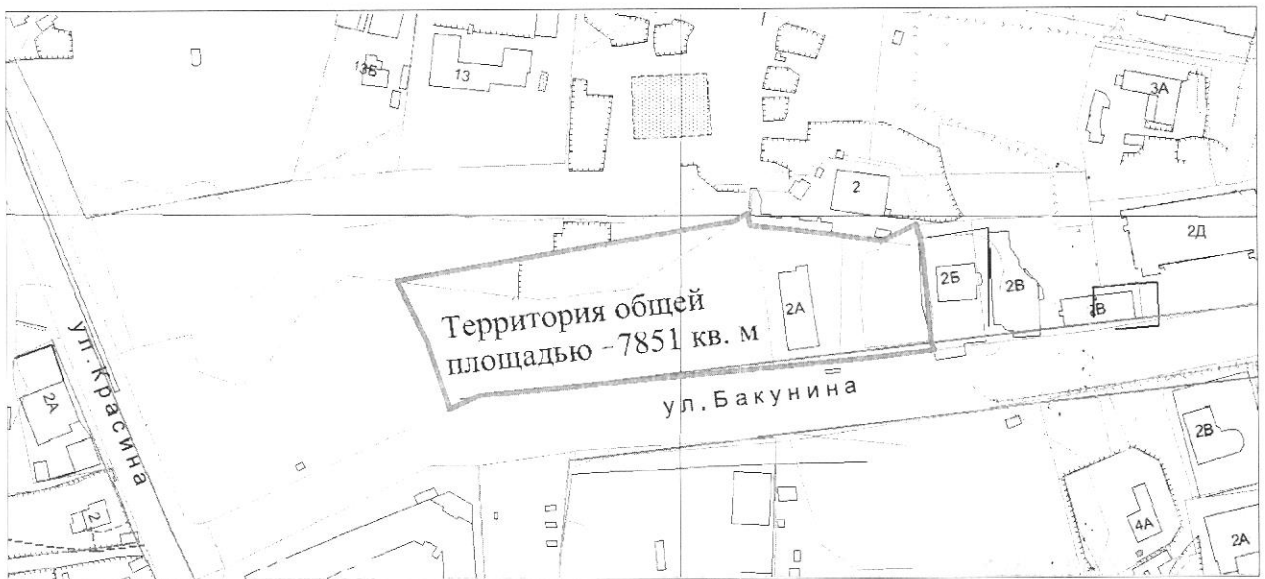 13Б
13
3А
2
2Д
2Б
2В
2В
2А
Территория общей
площадью -7851 кв. м
ул.Бакунина
ул.Красина
2А
2
2В
4А
2А